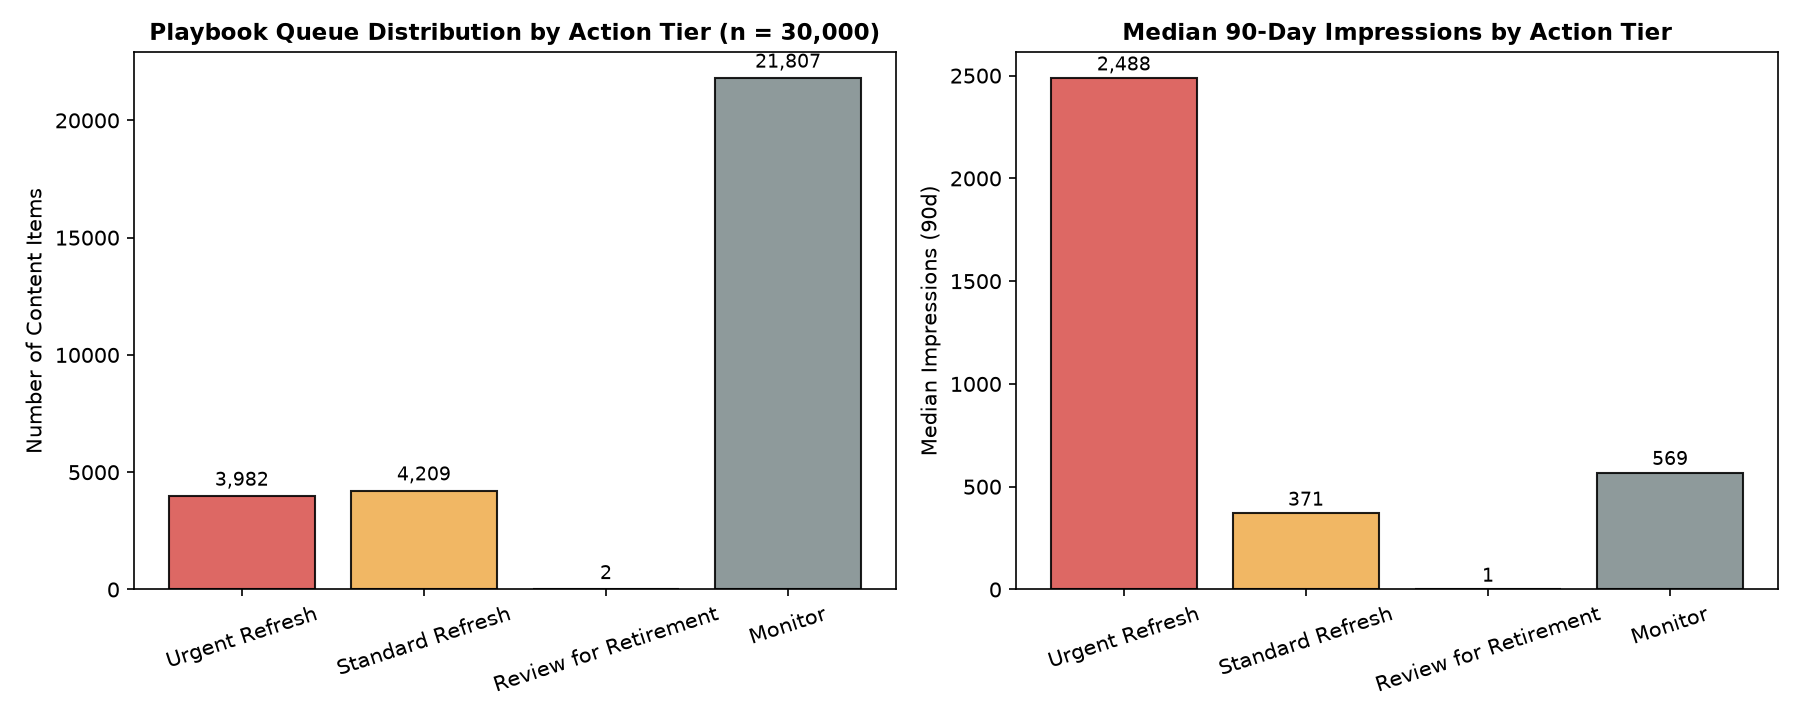 Playbook Queue Distribution by Action Tier (n = 30,000)
Number of Content Items
20000
15000
10000
5000
0
3,982
4,209
2
21,807
Urgent Refresh
Standard Refresh
Review for Retirement
Monitor
Median 90-Day Impressions by Action Tier
Median Impressions (90d)
2500
2000
1500
1000
500
0
2,488
371
1
569
Urgent Refresh
Standard Refresh
Review for Retirement
Monitor